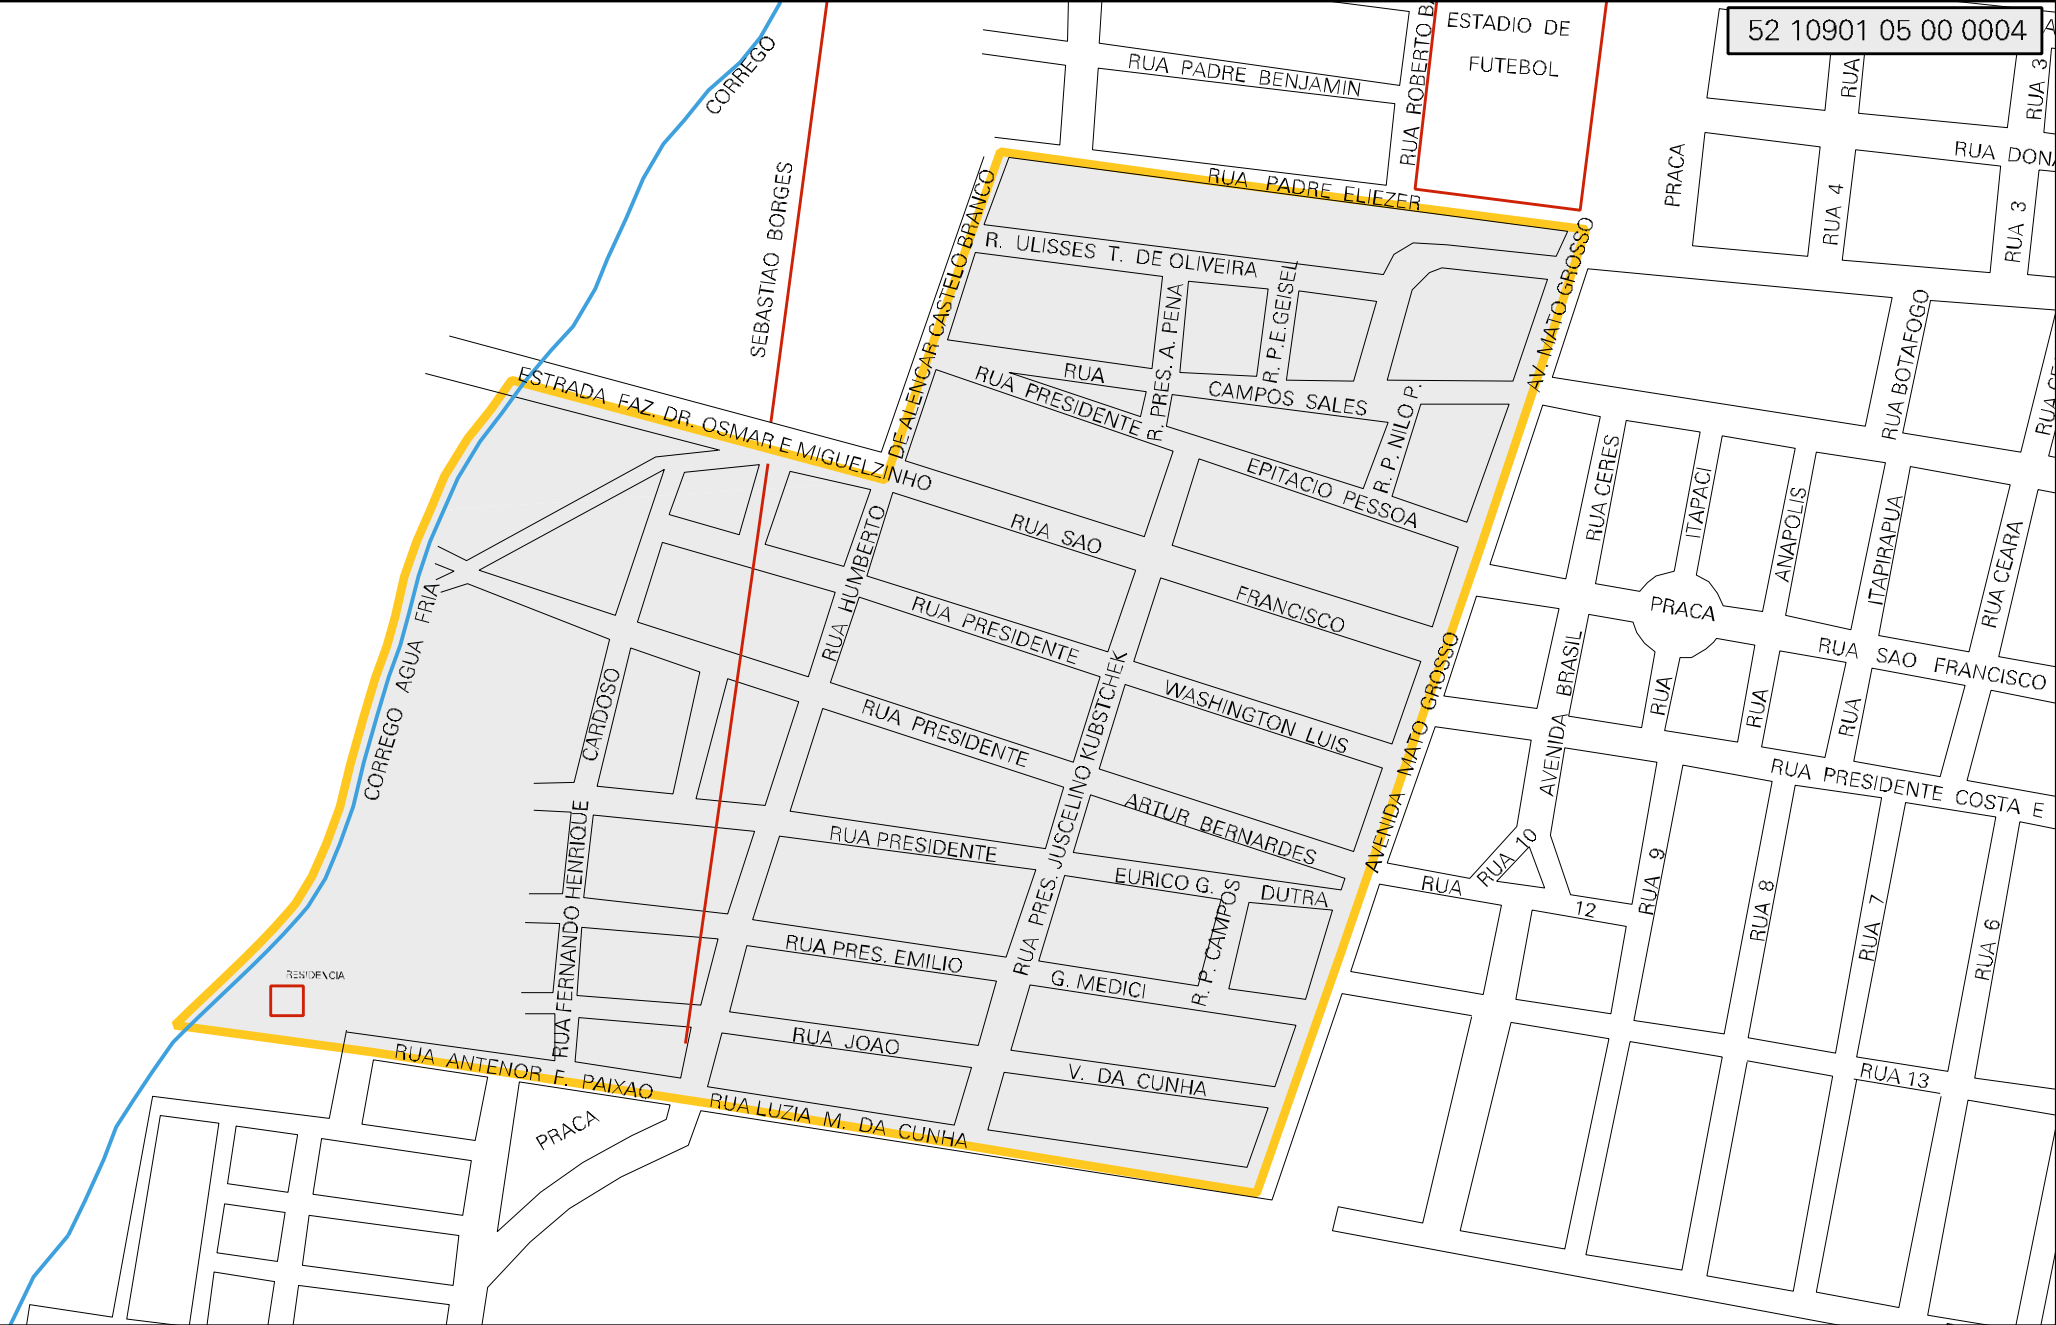 ESTADIO DE
FUTEBOL
52 10901 05 00 0004
CORREGO
RUA PADRE BENJAMIN
RUA ROBERTO
RUA
RUA 3
PRACA
RUA
RUA 4
RUA 3
SEBASTIAO BORGES
RUA PADRE ELIEZER
R. ULISSES T. DE OLIVEIRA
R. PRES. A. PENA
R. P.E.GEISEL
AV. MATO GROSSO
DE ALENCAR CASTELO BRANCO
RUA
CAMPOS SALES
RUA PRESIDENTE
EPITACIO PESSOA
R. P. NILO P.
RUA BOTAFOGO
RUA
ESTRADA FAZ. DR. OSMAR E MIGUELZINHO
RUA SAO
FRANCISCO
RUA HUMBERTO
RUA CERES
ITAPACI
ANAPOLIS
ITAPIRAPUA
RUA CEARA
PRACA
RUA SAO FRANCISCO
CORREGO AGUA FRIA
RUA PRESIDENTE
WASHINGTON LUIS
CARDOSO
RUA PRESIDENTE
ARTUR BERNARDES
RUA PRES. JUSCELINO KUBSTCHEK
AVENIDA MATO GROSSO
AVENIDA BRASIL
RUA
RUA
RUA
RUA PRESIDENTE COSTA E
RUA PRESIDENTE
EURICO G. DUTRA
RUA FERNANDO HENRIQUE
RUA PRES. EMILIO
G. MEDICI
R. P. CAMPOS
RUA 10
RUA
12
RUA 9
RUA 8
RUA 7
RUA 6
RESIDENCIA
RUA JOAO
V. DA CUNHA
RUA 13
RUA ANTENOR F. PAIXAO
RUA LUZIA M. DA CUNHA
PRACA